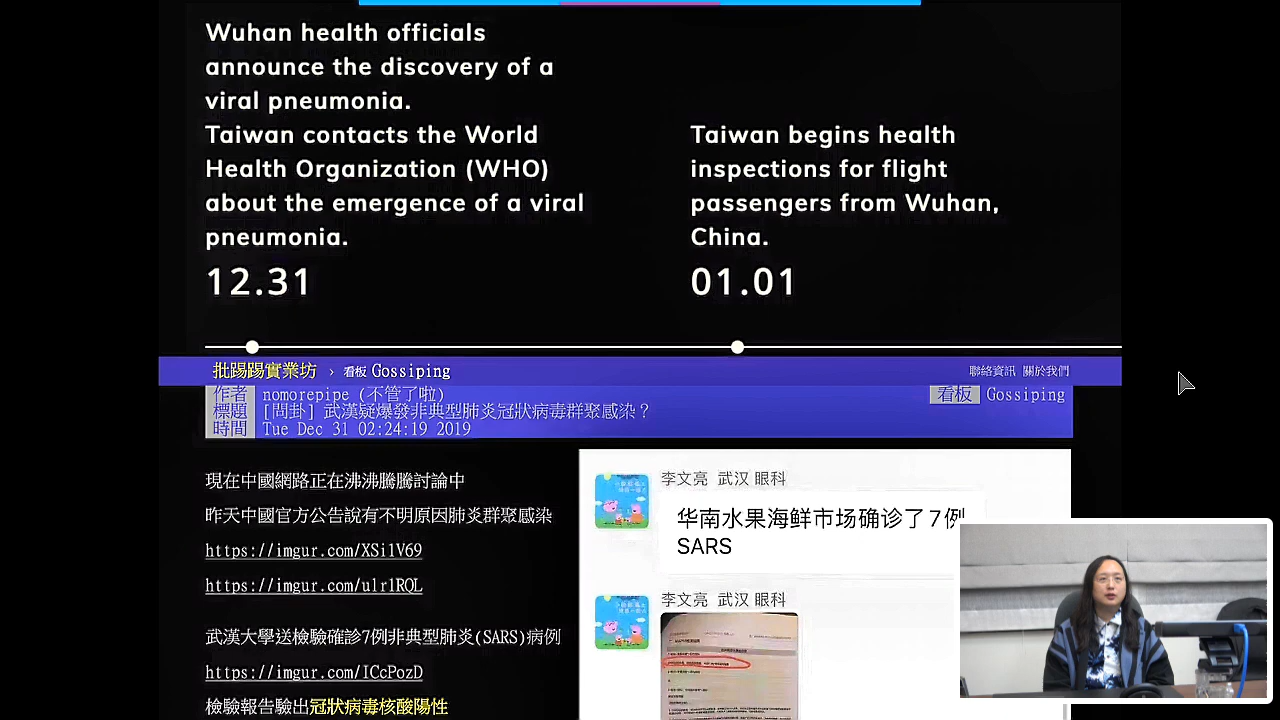 Wuhan health officials
announce the discovery of a
viral pneumonia.
Taiwan contacts the World
Health Organization (WHO)
about the emergence of a viral
pneumonia.
12.31
Taiwan begins health
inspections for flight
passengers from Wuhan,
China.
01.01
批踢踢實業坊 › 看板 Gossiping
聯絡資訊 關於我們
作者 nomorepipe (不管了啦)
看板 Gossiping
標題 [問卦] 武漢疑爆發非典型肺炎冠狀病毒群聚感染?
時間 Tue Dec 31 02:24:19 2019
現在中國網路正在沸沸騰騰討論中
昨天中國官方公告說有不明原因肺炎群聚感染
https://imgur.com/XSi1V69
https://imgur.com/ulrlRQL
武漢大學送檢驗確診7例非典型肺炎(SARS)病例
https://imgur.com/ICcPozD
檢驗報告驗出冠狀病毒核酸陽性
李文亮 武汉 眼科
华南水果海鲜市场确诊了7例
SARS
李文亮 武汉 眼科